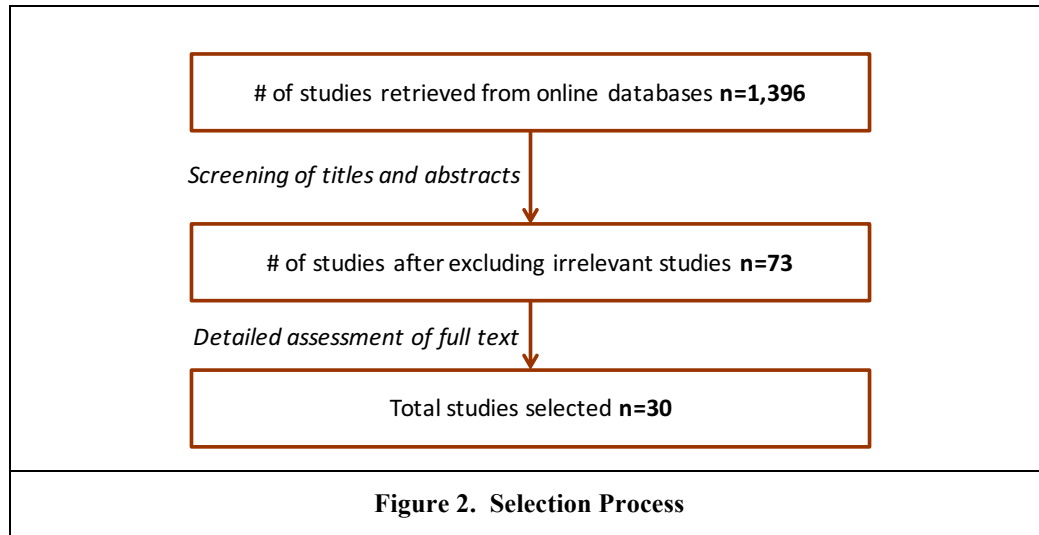 # of studies retrieved from online databases n=1,396
Screening of titles and abstracts
# of studies after excluding irrelevant studies n=73
Detailed assessment of full text
Total studies selected n=30
Figure 2. Selection Process